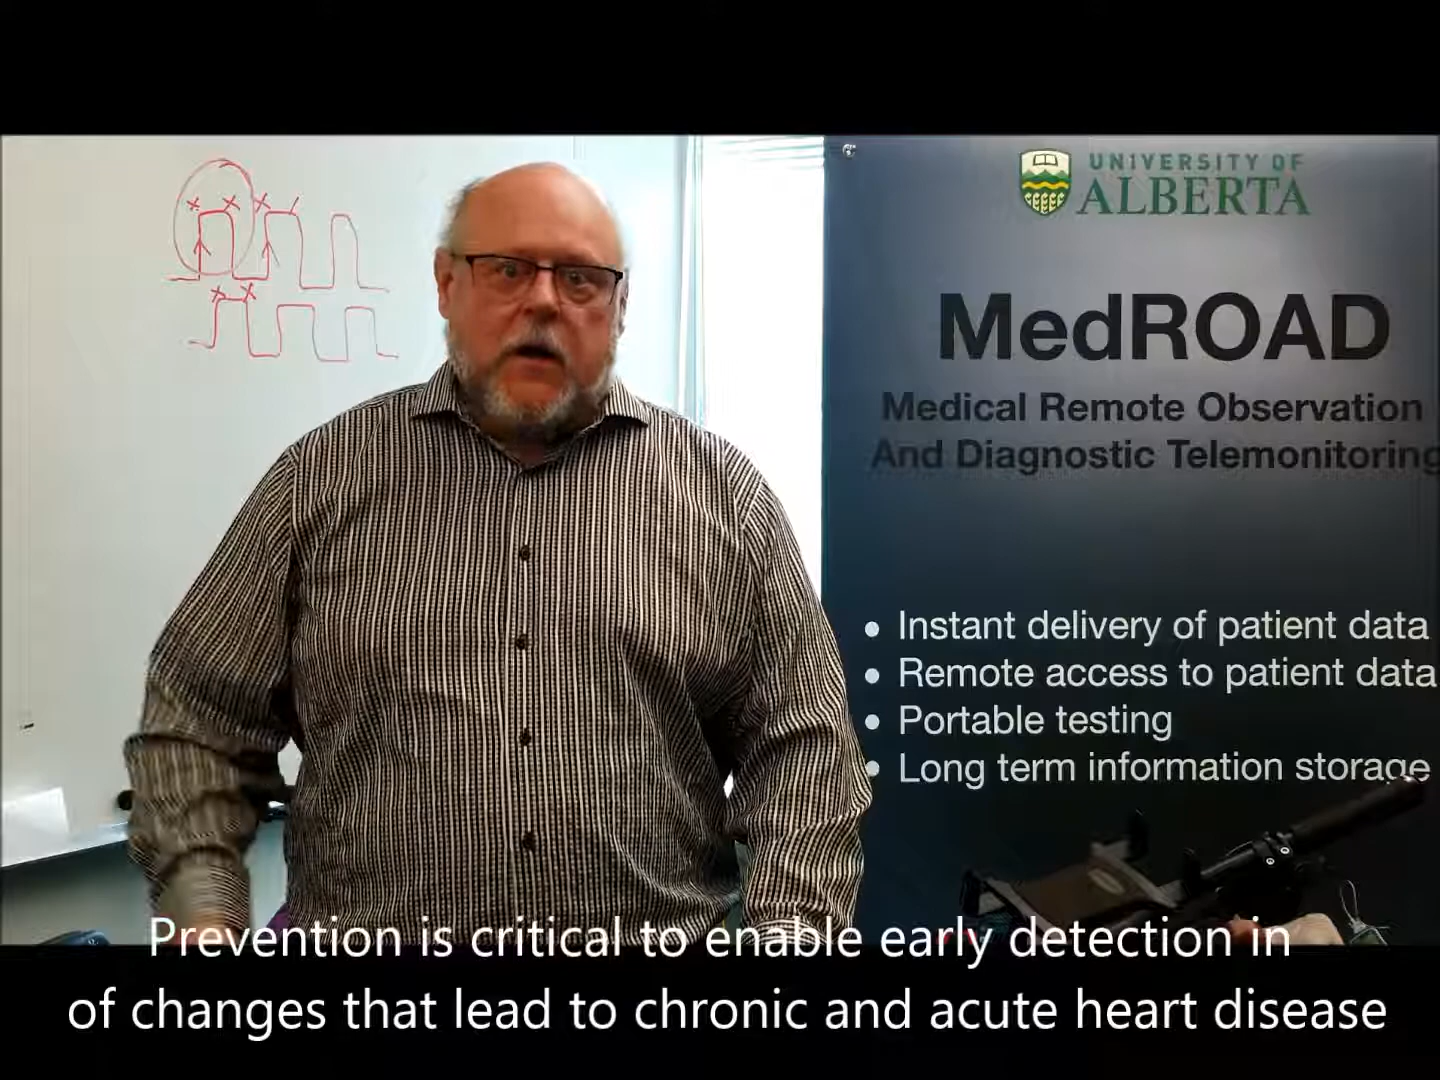 UNIVERSITY OF
ALBERTA
MedROAD
Medical Remote Observation
And Diagnostic Telemonitoring
• Instant delivery of patient data
• Remote access to patient data
• Portable testing
• Long term information storage
Prevention is critical to enable early detection in
of changes that lead to chronic and acute heart disease